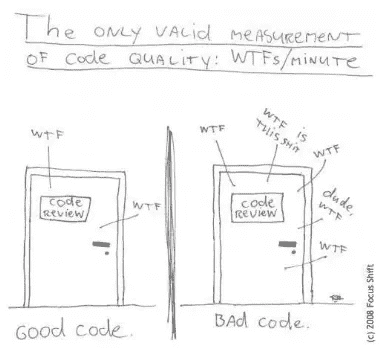 The ONLY VALID MEASUREMENT
OF Code QUALITY: WTFs/MINUTE
WTF
code
REVIEW
WTF
Good code.
WTF
WTF is
THIS shit
WTF
code
REVIEW
dude,
WTF
WTF
BAd code.
(c) 2008 Focus Shift